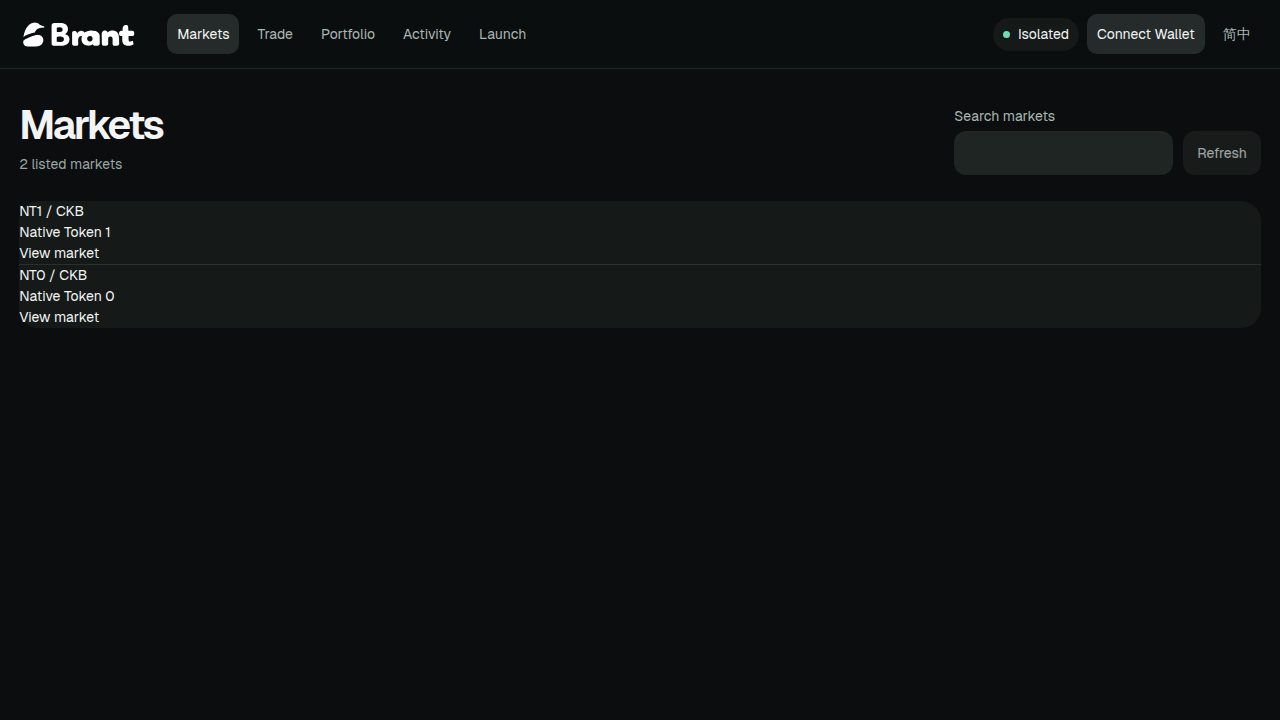 Brant
Markets
Trade
Portfolio
Activity
Launch
Isolated
Connect Wallet
简中
Markets
2 listed markets
Search markets
Refresh
NT1 / CKB
Native Token 1
View market
NT0 / CKB
Native Token 0
View market